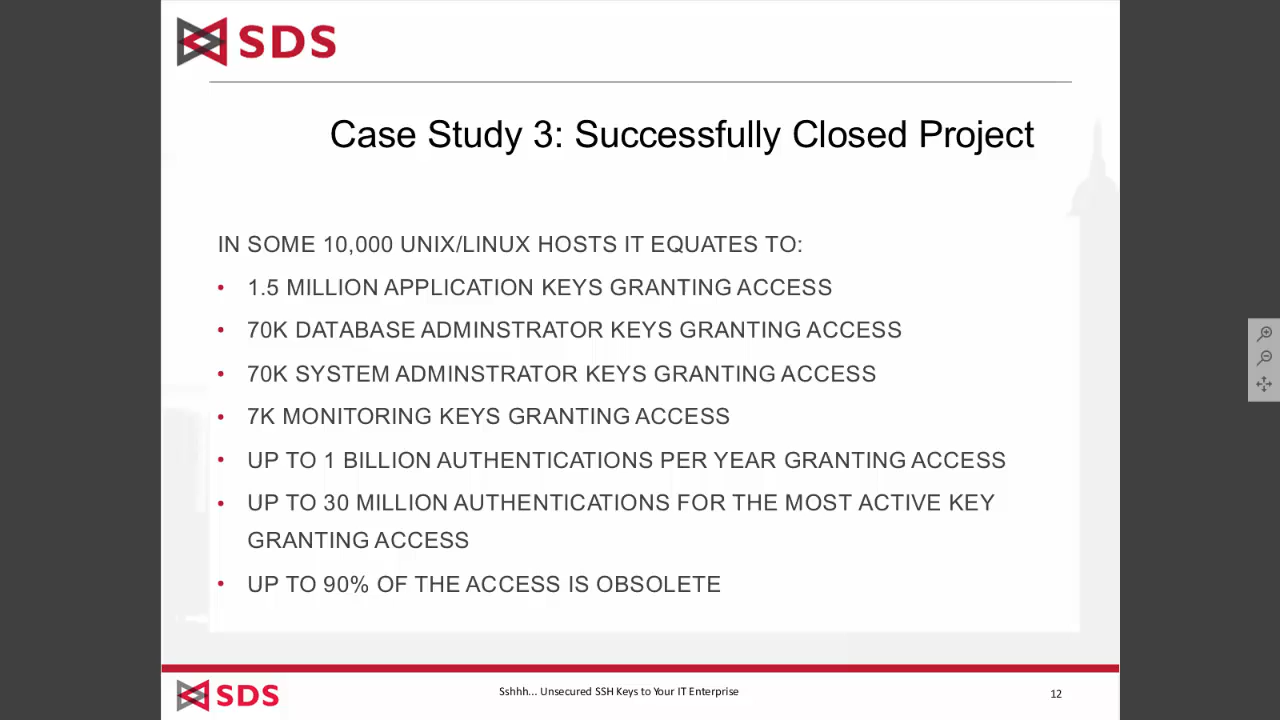 SDS
Case Study 3: Successfully Closed Project
IN SOME 10,000 UNIX/LINUX HOSTS IT EQUATES TO:
• 1.5 MILLION APPLICATION KEYS GRANTING ACCESS
• 70K DATABASE ADMINSTRATOR KEYS GRANTING ACCESS
• 70K SYSTEM ADMINSTRATOR KEYS GRANTING ACCESS
• 7K MONITORING KEYS GRANTING ACCESS
• UP TO 1 BILLION AUTHENTICATIONS PER YEAR GRANTING ACCESS
• UP TO 30 MILLION AUTHENTICATIONS FOR THE MOST ACTIVE KEY
GRANTING ACCESS
• UP TO 90% OF THE ACCESS IS OBSOLETE
SDS
Sshhh... Unsecured SSH Keys to Your IT Enterprise
12